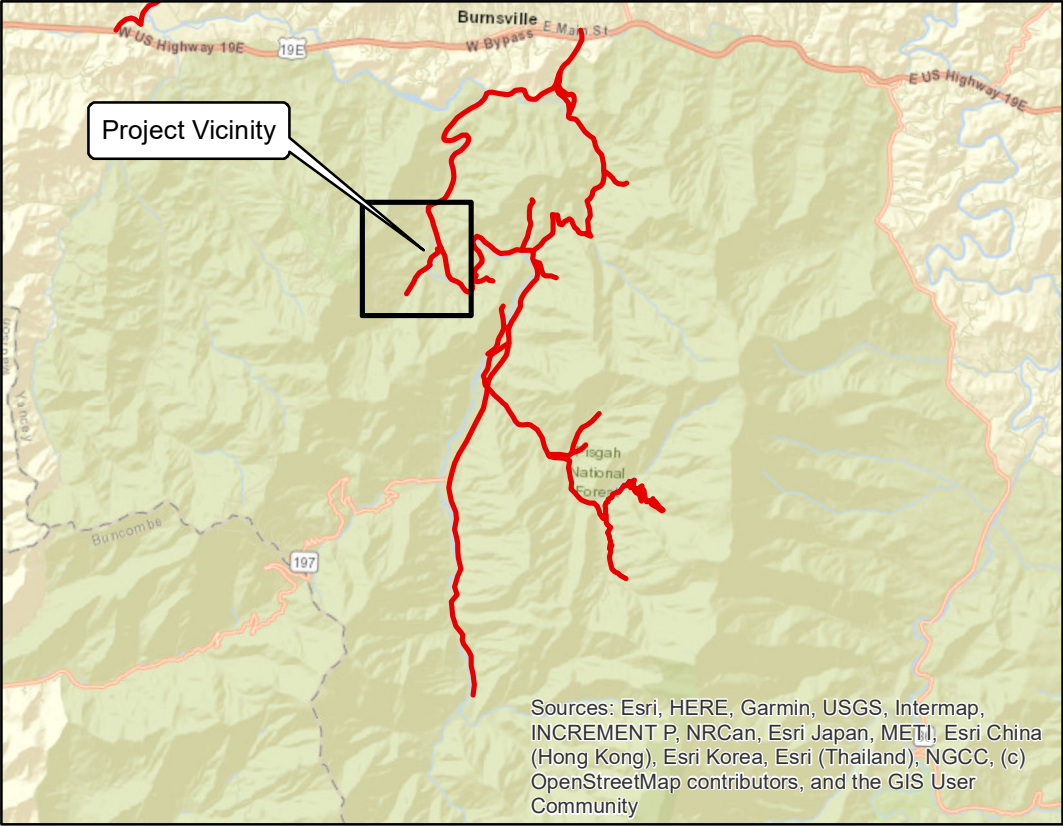 Burnsville
E Main St
W US Highway 19E
19E
W Bypass
E US Highway 19E
Project Vicinity
Yancey
Pisgah
National
Forest
Buncombe
197
Sources: Esri, HERE, Garmin, USGS, Intermap,
INCREMENT P, NRCan, Esri Japan, METI, Esri China
(Hong Kong), Esri Korea, Esri (Thailand), NGCC, (c)
OpenStreetMap contributors, and the GIS User
Community